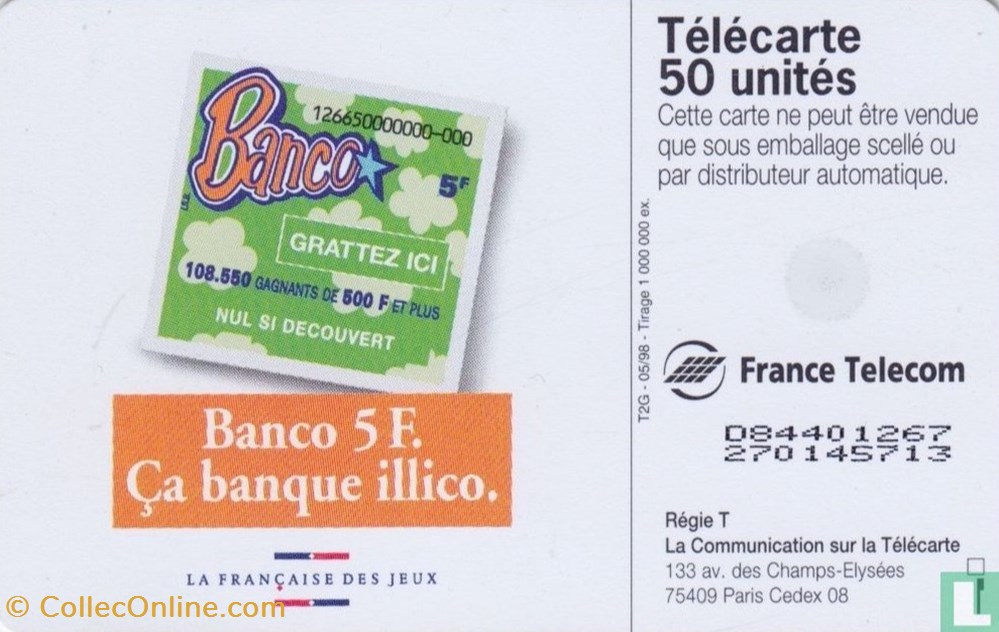 Banco
126650000000-000
5F
GRATTEZ ICI
108.550 GAGNANTS DE 500 F ET PLUS
NUL SI DECOUVERT
Banco 5 F.
Ça banque illico.
LA FRANÇAISE DES JEUX
Télécarte
50 unités
Cette carte ne peut être vendue
que sous emballage scellé ou
par distributeur automatique.
T2G - 05/98 - Tirage 1 000 000 ex.
France Telecom
D84401267
270145713
Régie T
La Communication sur la Télécarte
133 av. des Champs-Elysées
75409 Paris Cedex 08
© CollecOnline.com
L